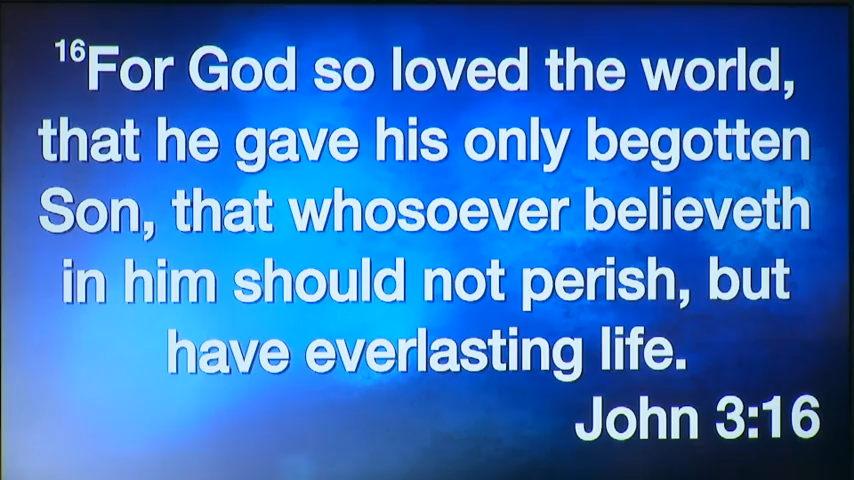 16For God so loved the world,
that he gave his only begotten
Son, that whosoever believeth
in him should not perish, but
have everlasting life.
John 3:16